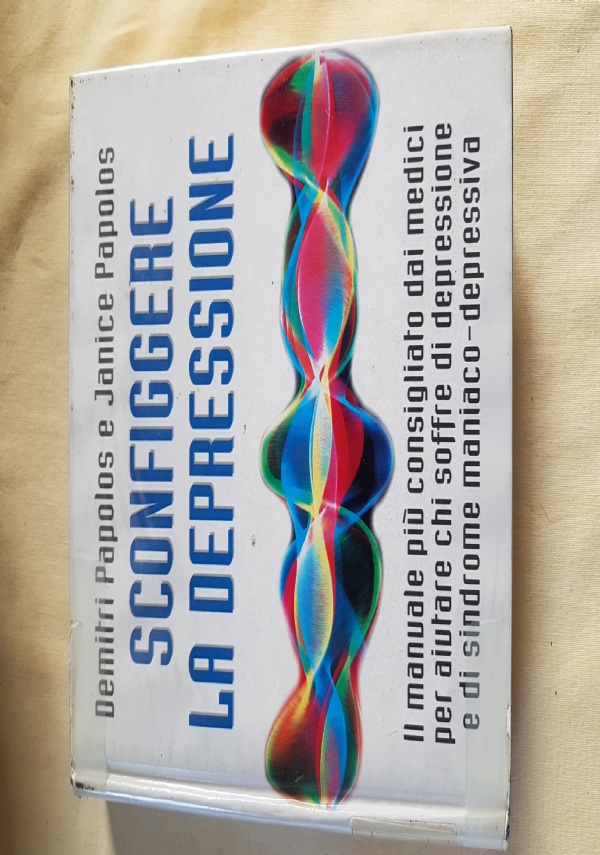 Demitri Papolos e Janice Papolos
SCONFIGGERE
LA DEPRESSIONE
Il manuale più consigliato dai medici
per aiutare chi soffre di depressione
e di sindrome maniaco-depressiva